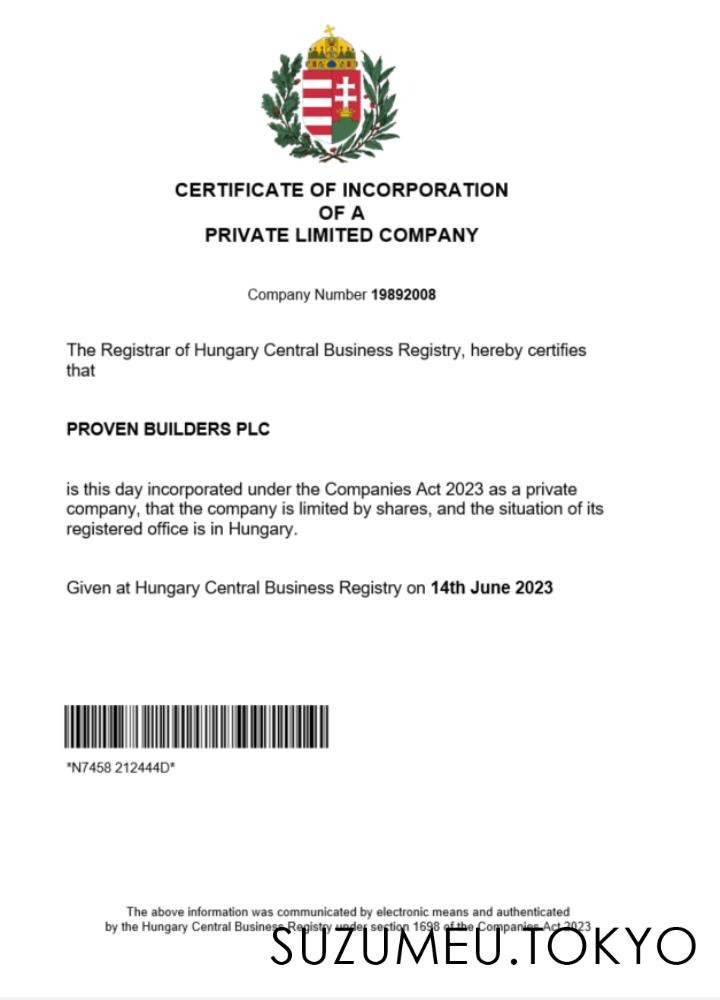 CERTIFICATE OF INCORPORATION
OF A
PRIVATE LIMITED COMPANY
Company Number 19892008
The Registrar of Hungary Central Business Registry, hereby certifies
that
PROVEN BUILDERS PLC
is this day incorporated under the Companies Act 2023 as a private
company, that the company is limited by shares, and the situation of its
registered office is in Hungary.
Given at Hungary Central Business Registry on 14th June 2023
*N7458 212444D*
The above information was communicated by electronic means and authenticated
by the Hungary Central Business Registry under section 1698 of the Companies Act 2023
SUZUMEU.TOKYO